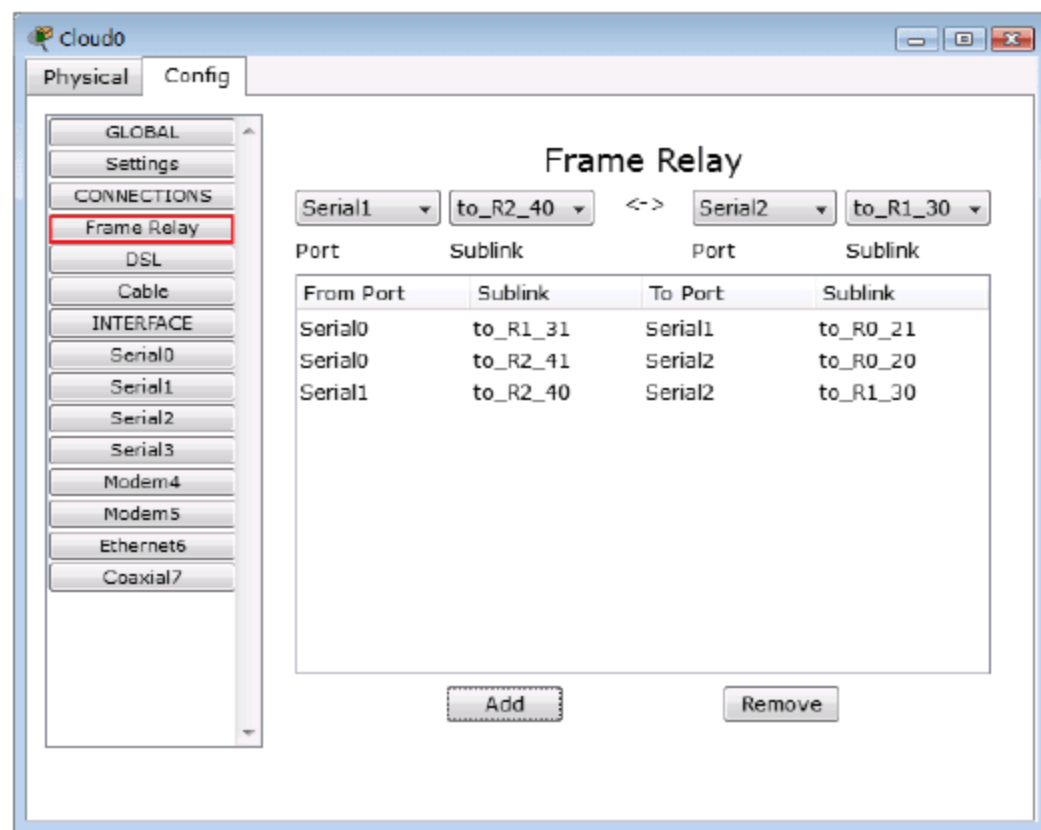 Cloud0
Physical Config
GLOBAL
Settings
CONNECTIONS
Frame Relay
DSL
Cable
INTERFACE
Serial0
Serial1
Serial2
Serial3
Modem4
Modem5
Ethernet6
Coaxial7
Frame Relay
Serial1 to_R2_40 <-> Serial2 to_R1_30
Port Sublink Port Sublink
From Port Sublink To Port Sublink
Serial0 to_R1_31 Serial1 to_R0_21
Serial0 to_R2_41 Serial2 to_R0_20
Serial1 to_R2_40 Serial2 to_R1_30
Add Remove